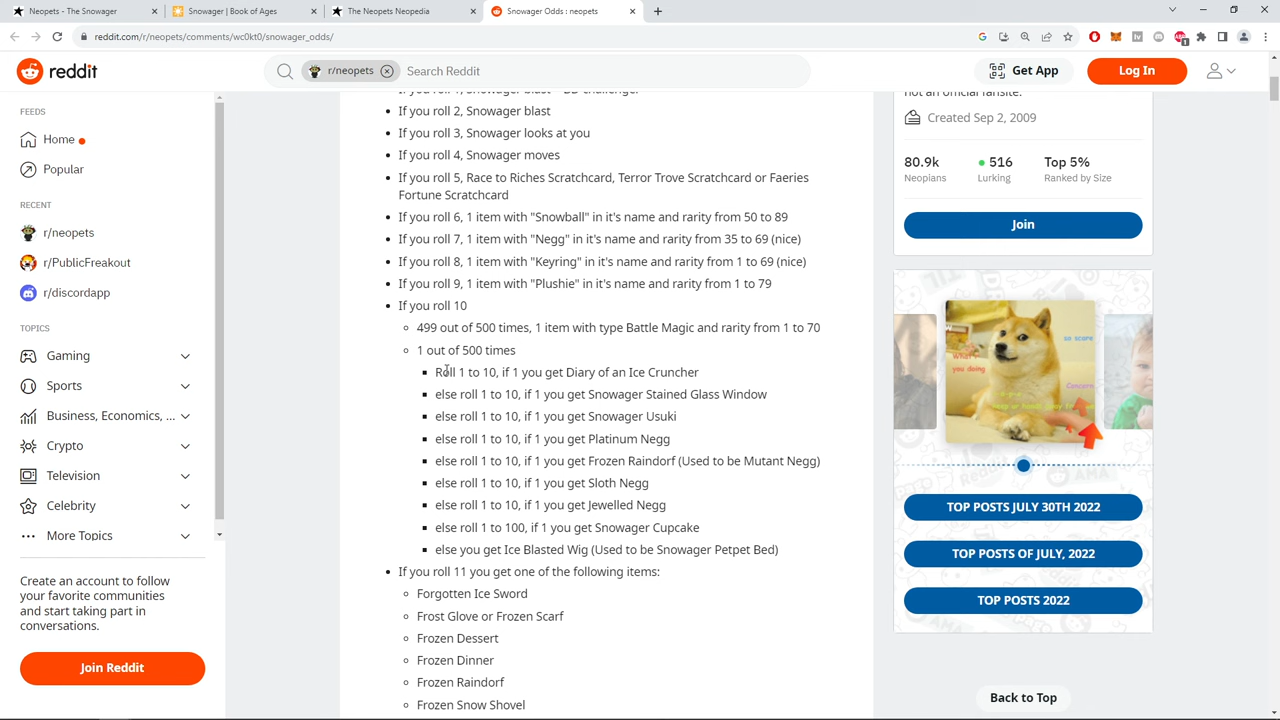 Neopets - The Snowager
Snowager | Book of Ages
The Neopets Neopedia
Snowager Odds : neopets
reddit.com/r/neopets/comments/wc0kt0/snowager_odds/
reddit
r/neopets
Search Reddit
Get App
Log In
FEEDS
Home
Popular
RECENT
r/neopets
r/PublicFreakout
r/discordapp
TOPICS
Gaming
Sports
Business, Economics, ...
Crypto
Television
Celebrity
More Topics
Create an account to follow
your favorite communities
and start taking part in
conversations.
Join Reddit
If you roll 2, Snowager blast
If you roll 3, Snowager looks at you
If you roll 4, Snowager moves
If you roll 5, Race to Riches Scratchcard, Terror Trove Scratchcard or Faeries
Fortune Scratchcard
If you roll 6, 1 item with "Snowball" in it's name and rarity from 50 to 89
If you roll 7, 1 item with "Negg" in it's name and rarity from 35 to 69 (nice)
If you roll 8, 1 item with "Keyring" in it's name and rarity from 1 to 69 (nice)
If you roll 9, 1 item with "Plushie" in it's name and rarity from 1 to 79
If you roll 10
499 out of 500 times, 1 item with type Battle Magic and rarity from 1 to 70
1 out of 500 times
Roll 1 to 10, if 1 you get Diary of an Ice Cruncher
else roll 1 to 10, if 1 you get Snowager Stained Glass Window
else roll 1 to 10, if 1 you get Snowager Usuki
else roll 1 to 10, if 1 you get Platinum Negg
else roll 1 to 10, if 1 you get Frozen Raindorf (Used to be Mutant Negg)
else roll 1 to 10, if 1 you get Sloth Negg
else roll 1 to 10, if 1 you get Jewelled Negg
else roll 1 to 100, if 1 you get Snowager Cupcake
else you get Ice Blasted Wig (Used to be Snowager Petpet Bed)
If you roll 11 you get one of the following items:
Forgotten Ice Sword
Frost Glove or Frozen Scarf
Frozen Dessert
Frozen Dinner
Frozen Raindorf
Frozen Snow Shovel
not an official fansite.
Created Sep 2, 2009
80.9k
Neopians
516
Lurking
Top 5%
Ranked by Size
Join
so scare
Concern
TOP POSTS JULY 30TH 2022
TOP POSTS OF JULY, 2022
TOP POSTS 2022
Back to Top